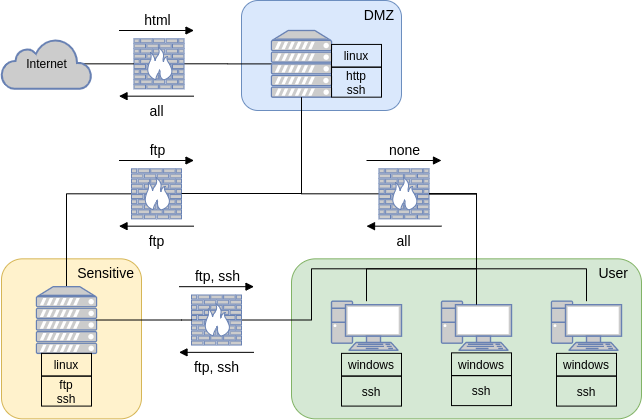 html
DMZ
Internet
linux
http
ssh
all
ftp
none
ftp
all
Sensitive
ftp, ssh
User
linux
ftp
ssh
ftp, ssh
windows
windows
windows
ssh
ssh
ssh